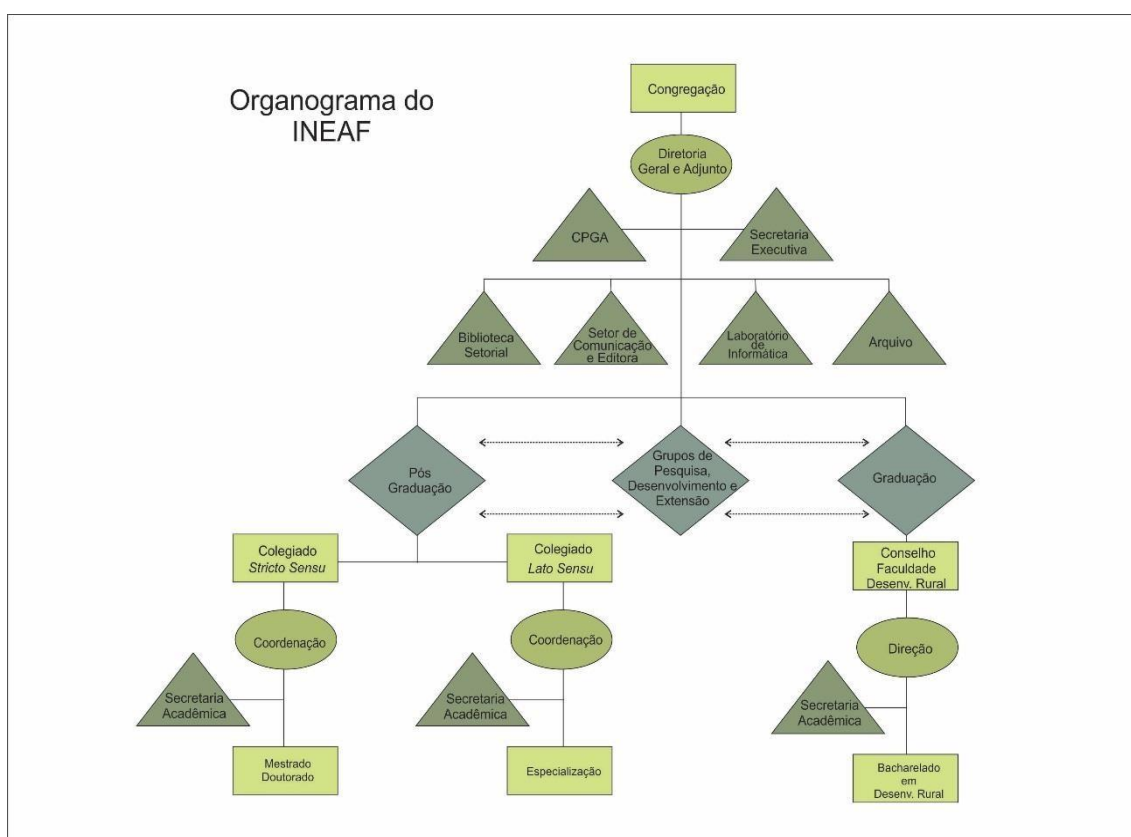 Organograma do
INEAF
Congregação
Diretoria
Geral e Adjunto
CPGA
Secretaria
Executiva
Biblioteca
Setorial
Setor de
Comunicação
e Editora
Laboratório
de
Informática
Arquivo
Pós
Graduação
Grupos de
Pesquisa,
Desenvolvimento e
Extensão
Graduação
Colegiado
Stricto Sensu
Colegiado
Lato Sensu
Conselho
Faculdade
Desenv. Rural
Coordenação
Coordenação
Direção
Secretaria
Acadêmica
Secretaria
Acadêmica
Secretaria
Acadêmica
Mestrado
Doutorado
Especialização
Bacharelado
em
Desenv. Rural